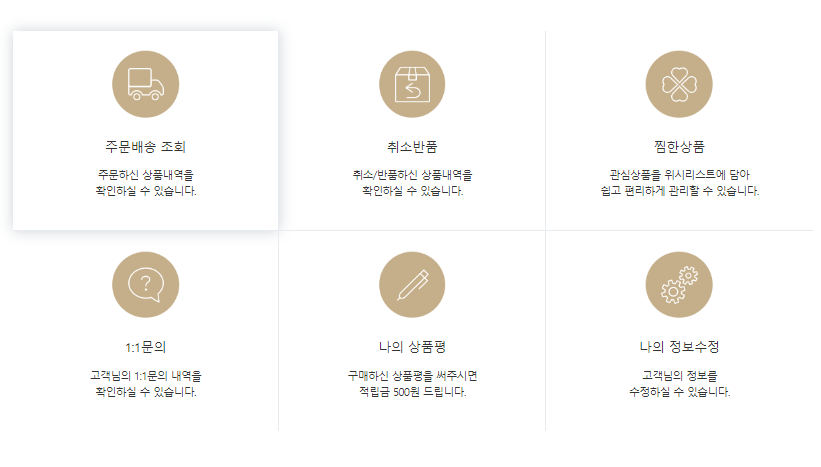 주문배송 조회
주문하신 상품내역을
확인하실 수 있습니다.
취소반품
취소/반품하신 상품내역을
확인하실 수 있습니다.
찜한상품
관심상품을 위시리스트에 담아
쉽고 편리하게 관리할 수 있습니다.
1:1문의
고객님의 1:1문의 내역을
확인하실 수 있습니다.
나의 상품평
구매하신 상품평을 써주시면
적립금 500원 드립니다.
나의 정보수정
고객님의 정보를
수정하실 수 있습니다.